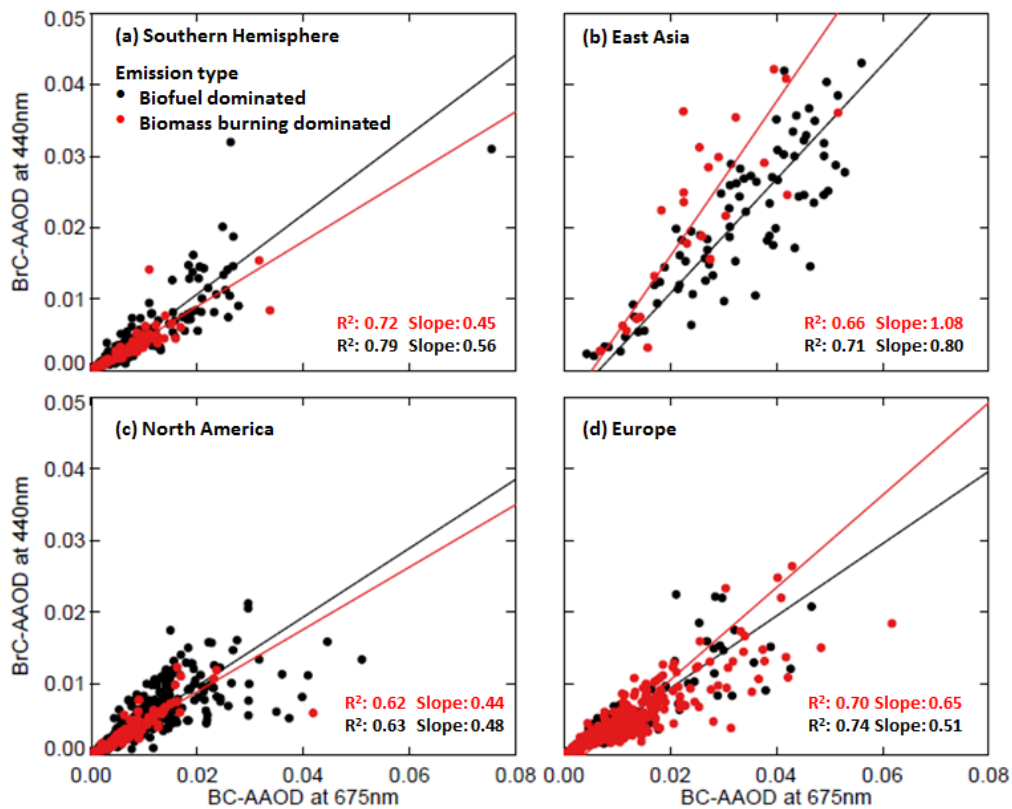 0.05
0.04
0.03
0.02
0.01
0.00
BrC-AAOD at 440nm
(a) Southern Hemisphere
Emission type
Biofuel dominated
Biomass burning dominated
R²: 0.72 Slope: 0.45
R²: 0.79 Slope: 0.56
(b) East Asia
R²: 0.66 Slope: 1.08
R²: 0.71 Slope: 0.80
0.05
0.04
0.03
0.02
0.01
0.00
BrC-AAOD at 440nm
(c) North America
R²: 0.62 Slope: 0.44
R²: 0.63 Slope: 0.48
0.00 0.02 0.04 0.06 0.08
BC-AAOD at 675nm
(d) Europe
R²: 0.70 Slope: 0.65
R²: 0.74 Slope: 0.51
0.00 0.02 0.04 0.06 0.08
BC-AAOD at 675nm